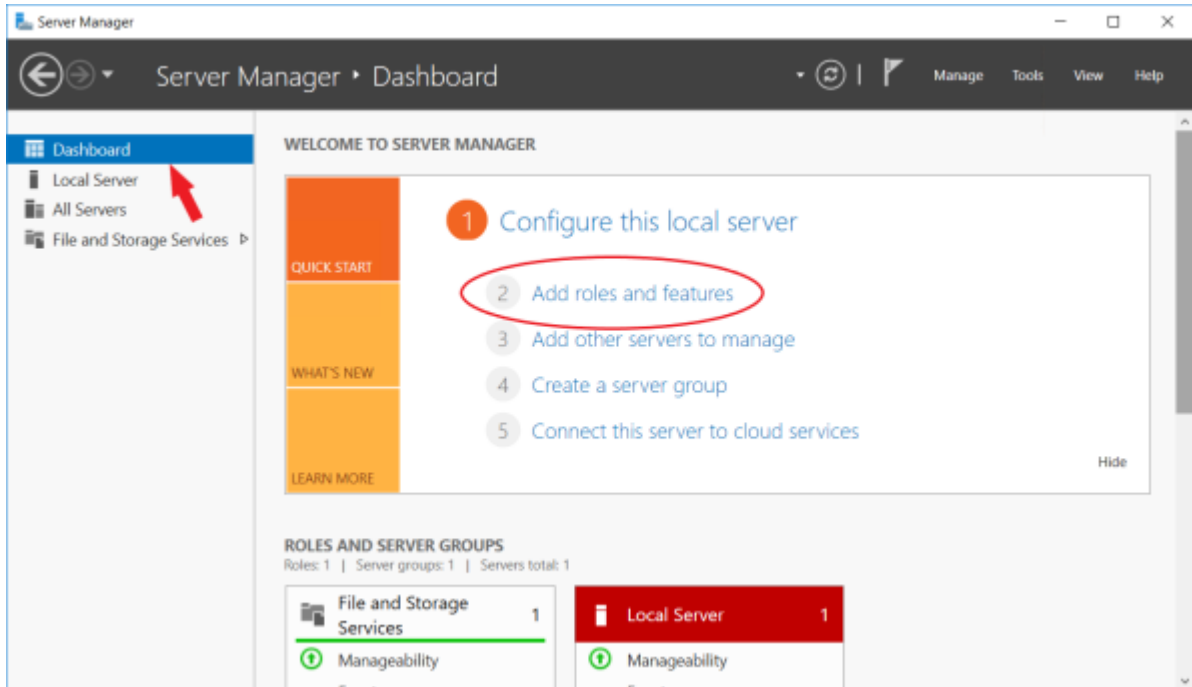 Server Manager
Server Manager ‣ Dashboard
Manage Tools View Help
Dashboard
Local Server
All Servers
File and Storage Services
WELCOME TO SERVER MANAGER
QUICK START
WHAT'S NEW
LEARN MORE
1 Configure this local server
2 Add roles and features
3 Add other servers to manage
4 Create a server group
5 Connect this server to cloud services
Hide
ROLES AND SERVER GROUPS
Roles: 1 | Server groups: 1 | Servers total: 1
File and Storage
Services
1
Manageability
Local Server 1
Manageability